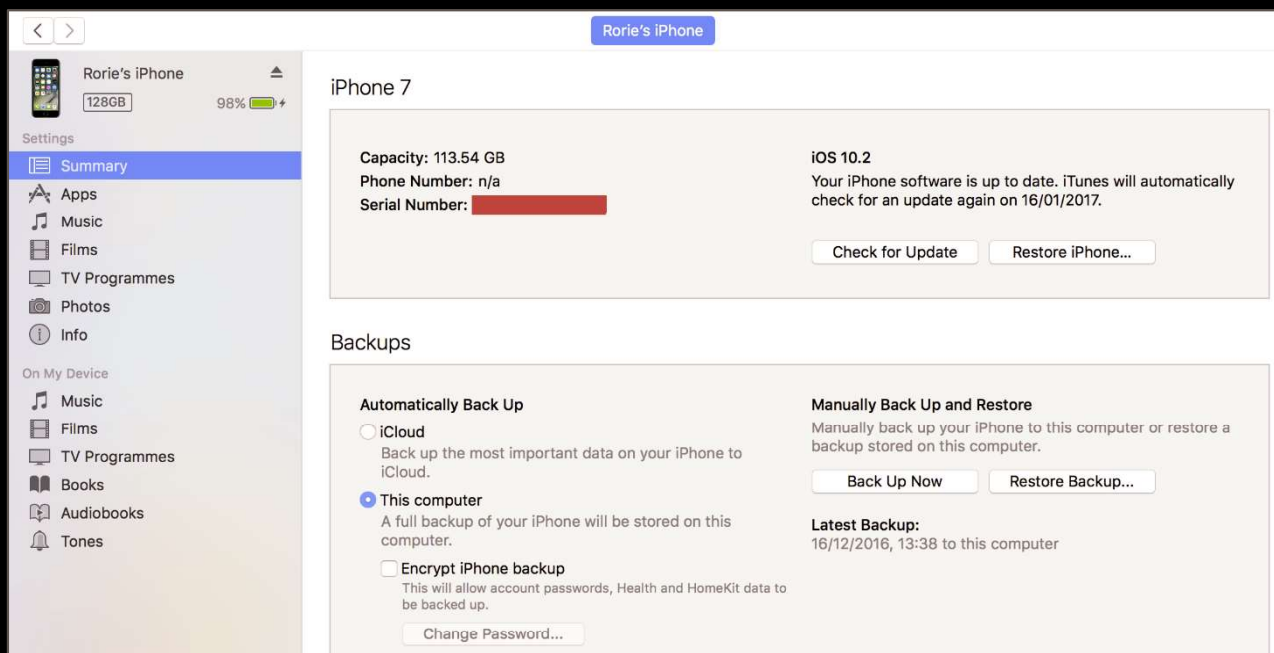 Rorie's iPhone
Rorie's iPhone
128GB
98%
Settings
Summary
Apps
Music
Films
TV Programmes
Photos
Info
On My Device
Music
Films
TV Programmes
Books
Audiobooks
Tones
iPhone 7
Capacity: 113.54 GB
Phone Number: n/a
Serial Number:
iOS 10.2
Your iPhone software is up to date. iTunes will automatically
check for an update again on 16/01/2017.
Check for Update
Restore iPhone...
Backups
Automatically Back Up
iCloud
Back up the most important data on your iPhone to
iCloud.
This computer
A full backup of your iPhone will be stored on this
computer.
Encrypt iPhone backup
This will allow account passwords, Health and HomeKit data to
be backed up.
Change Password...
Manually Back Up and Restore
Manually back up your iPhone to this computer or restore a
backup stored on this computer.
Back Up Now
Restore Backup...
Latest Backup:
16/12/2016, 13:38 to this computer